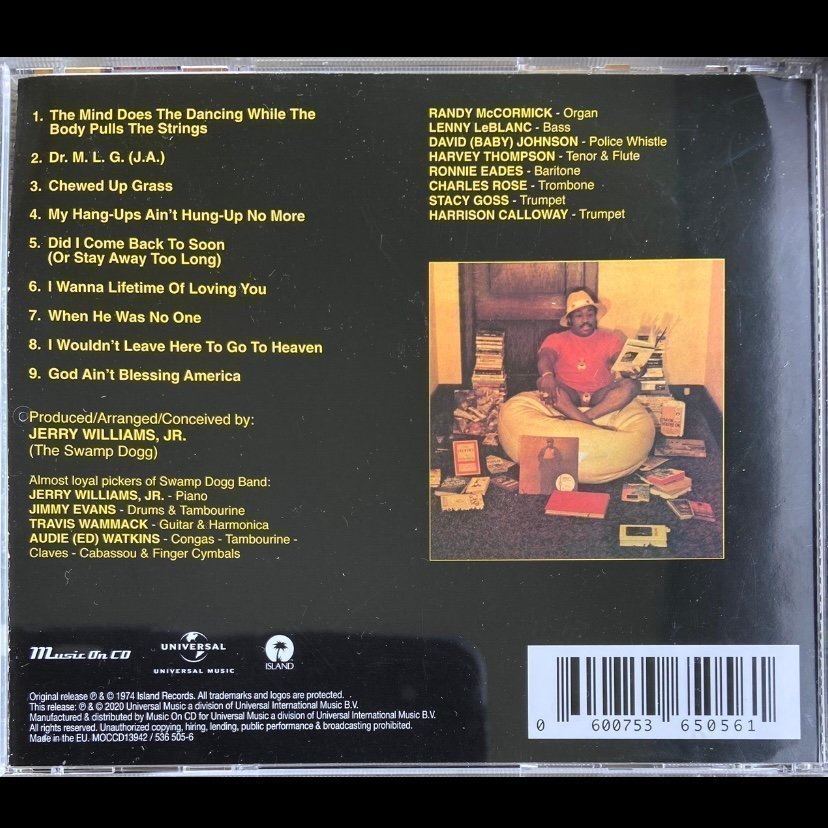 1. The Mind Does The Dancing While The
Body Pulls The Strings
2. Dr. M. L. G. (J.A.)
3. Chewed Up Grass
4. My Hang-Ups Ain't Hung-Up No More
5. Did I Come Back To Soon
(Or Stay Away Too Long)
6. I Wanna Lifetime Of Loving You
7. When He Was No One
8. I Wouldn't Leave Here To Go To Heaven
9. God Ain't Blessing America
Produced/Arranged/Conceived by:
JERRY WILLIAMS, JR.
(The Swamp Dogg)
Almost loyal pickers of Swamp Dogg Band:
JERRY WILLIAMS, JR. - Piano
JIMMY EVANS - Drums & Tambourine
TRAVIS WAMMACK - Guitar & Harmonica
AUDIE (ED) WATKINS - Congas - Tambourine -
Claves - Cabassou & Finger Cymbals
RANDY McCORMICK - Organ
LENNY LeBLANC - Bass
DAVID (BABY) JOHNSON - Police Whistle
HARVEY THOMPSON - Tenor & Flute
RONNIE EADES - Baritone
CHARLES ROSE - Trombone
STACY GOSS - Trumpet
HARRISON CALLOWAY - Trumpet
Music On CD
UNIVERSAL
UNIVERSAL MUSIC
ISLAND
Original release ℗ & © 1974 Island Records. All trademarks and logos are protected.
This release: ℗ & © 2020 Universal Music a division of Universal International Music B.V.
Manufactured & distributed by Music On CD for Universal Music a division of Universal International Music B.V.
All rights reserved. Unauthorized copying, hiring, lending, public performance & broadcasting prohibited.
Made in the EU. MOCCD13942 / 536 505-6
0 600753 650561